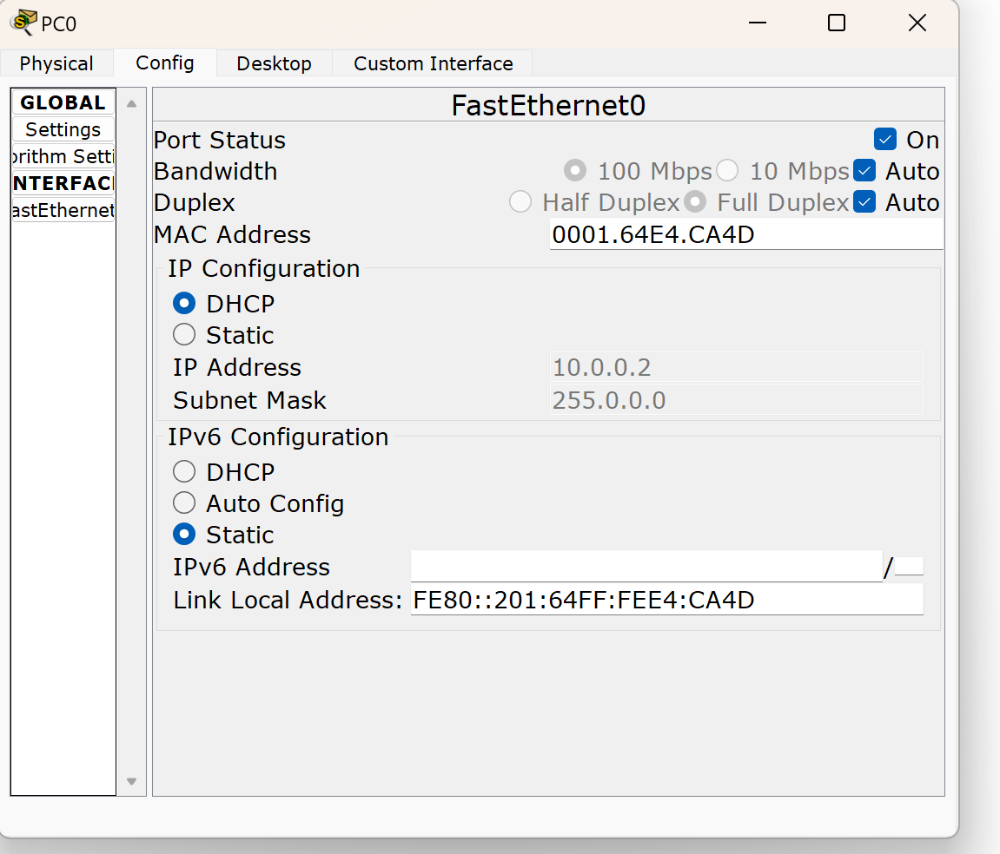 PC0
Physical Config Desktop Custom Interface
GLOBAL
Settings
orithm Setti
NTERFAC
astEthernet
FastEthernet0
Port Status On
Bandwidth 100 Mbps 10 Mbps Auto
Duplex Half Duplex Full Duplex Auto
MAC Address 0001.64E4.CA4D
IP Configuration
DHCP
Static
IP Address 10.0.0.2
Subnet Mask 255.0.0.0
IPv6 Configuration
DHCP
Auto Config
Static
IPv6 Address /
Link Local Address: FE80::201:64FF:FEE4:CA4D